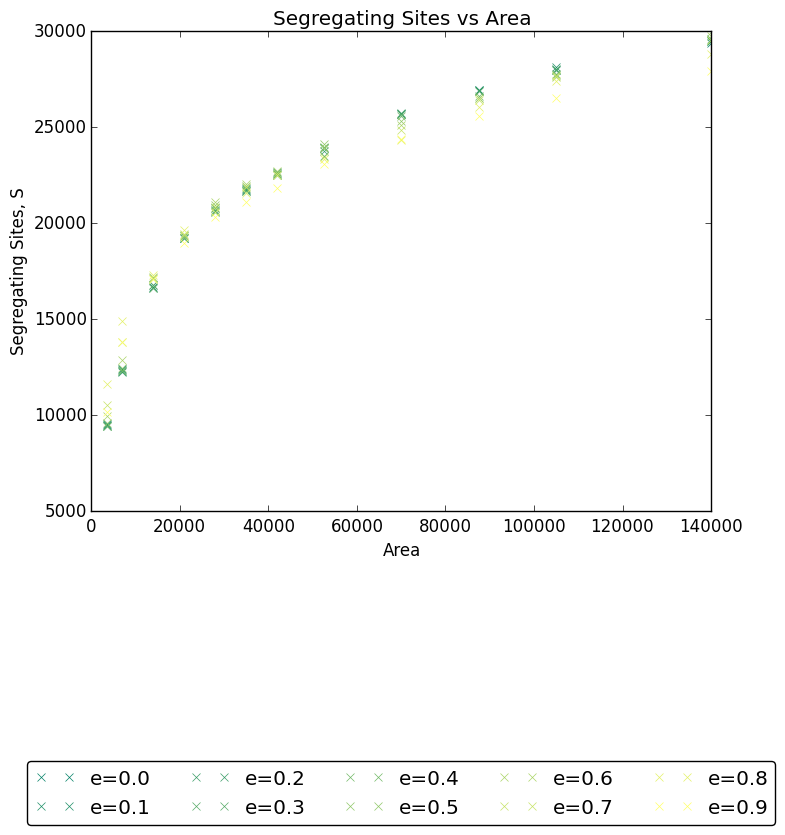 Segregating Sites vs Area
30000
25000
20000
15000
10000
5000
Segregating Sites, S
0 20000 40000 60000 80000 100000 120000 140000
Area
e=0.0 e=0.2 e=0.4 e=0.6 e=0.8
e=0.1 e=0.3 e=0.5 e=0.7 e=0.9